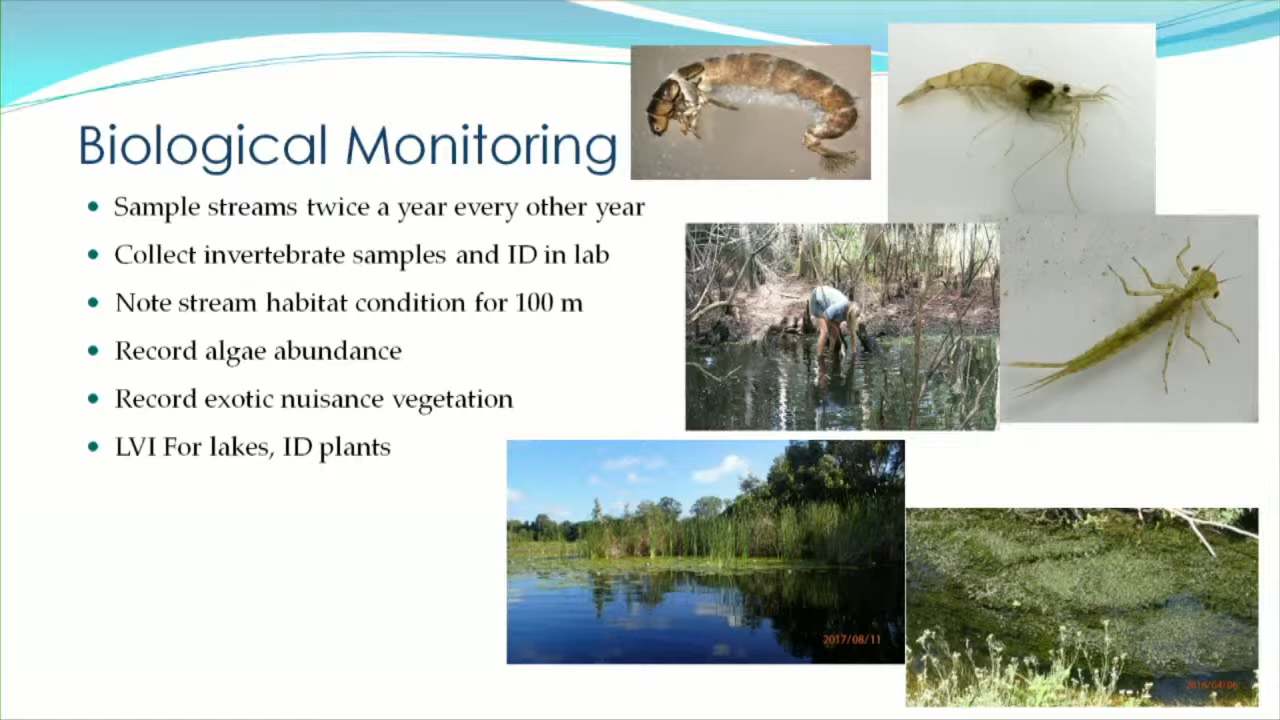 Biological Monitoring
Sample streams twice a year every other year
Collect invertebrate samples and ID in lab
Note stream habitat condition for 100 m
Record algae abundance
Record exotic nuisance vegetation
LVI For lakes, ID plants
2017/08/11
2016/04/06